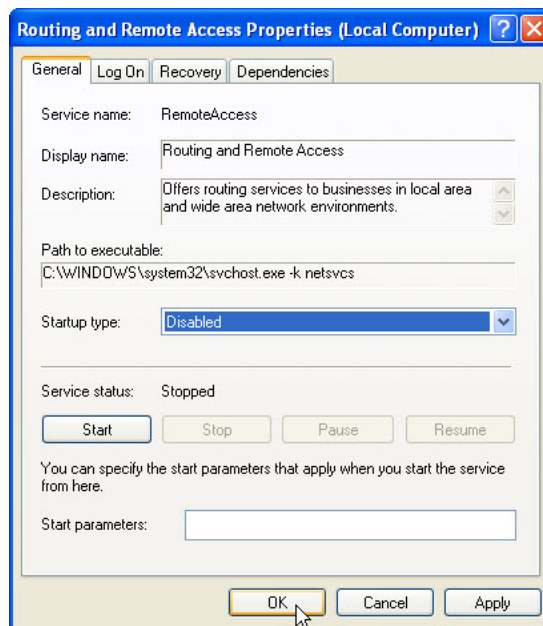 Routing and Remote Access Properties (Local Computer)
General Log On Recovery Dependencies
Service name: RemoteAccess
Display name: Routing and Remote Access
Description: Offers routing services to businesses in local area
and wide area network environments.
Path to executable:
C:\WINDOWS\system32\svchost.exe -k netsvcs
Startup type: Disabled
Service status: Stopped
Start Stop Pause Resume
You can specify the start parameters that apply when you start the service
from here.
Start parameters:
OK Cancel Apply